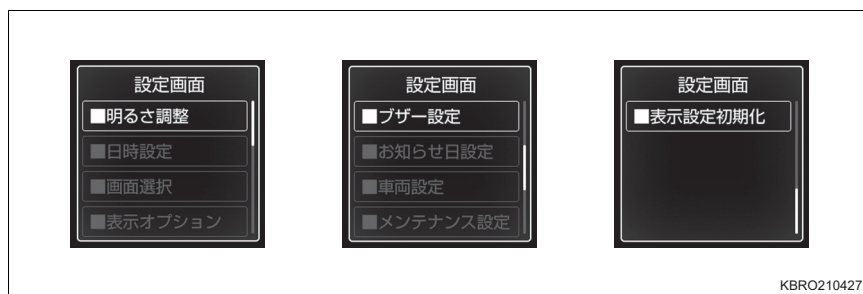 設定画面
■明るさ調整
■日時設定
■画面選択
■表示オプション
設定画面
■ブザー設定
■お知らせ日設定
■車両設定
■メンテナンス設定
設定画面
■表示設定初期化
KBRO210427